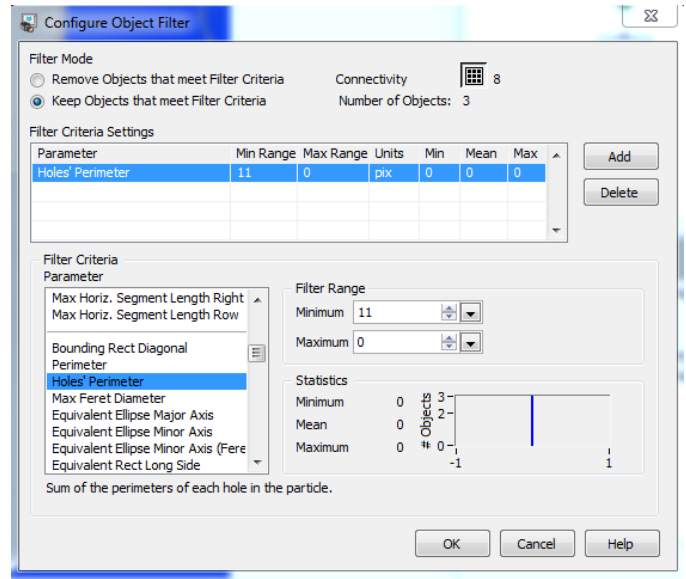 Configure Object Filter
Filter Mode
Remove Objects that meet Filter Criteria Connectivity 8
Keep Objects that meet Filter Criteria Number of Objects: 3
Filter Criteria Settings
Parameter Min Range Max Range Units Min Mean Max
Holes' Perimeter 11 0 pix 0 0 0
Add
Delete
Filter Criteria
Parameter
Max Horiz. Segment Length Right
Max Horiz. Segment Length Row
Bounding Rect Diagonal
Perimeter
Holes' Perimeter
Max Feret Diameter
Equivalent Ellipse Major Axis
Equivalent Ellipse Minor Axis
Equivalent Ellipse Minor Axis (Fere
Equivalent Rect Long Side
Filter Range
Minimum 11
Maximum 0
Statistics
Minimum 0
Mean 0
Maximum 0
# Objects
3
2
0
-1 1
Sum of the perimeters of each hole in the particle.
OK Cancel Help